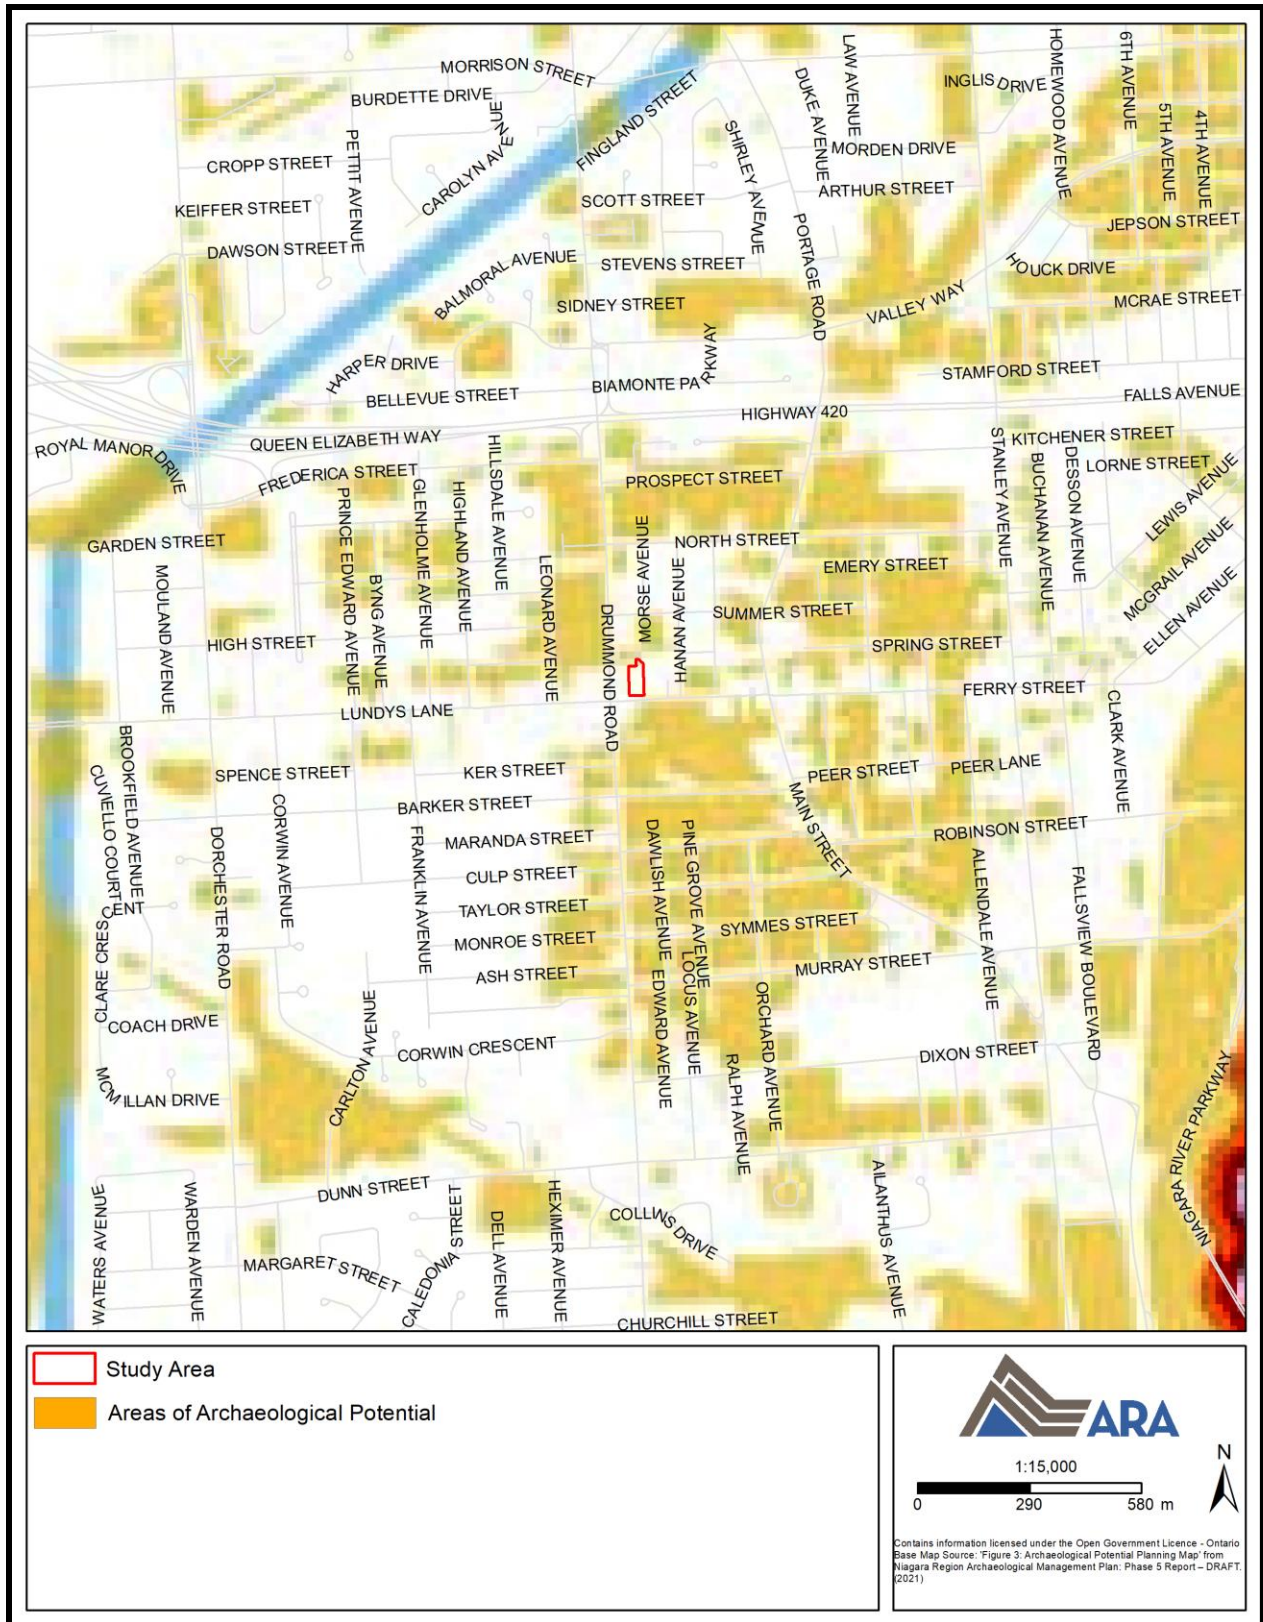 MORRISON STREET
BURDETTE DRIVE
FINGLAND STREET
LAW AVENUE
DUKE AVENUE
INGLIS DRIVE
HOMEWOOD AVENUE
6TH AVENUE
5TH AVENUE
4TH AVENUE
PETTIT AVENUE
CROPP STREET
CAROLYN AVENUE
SHIRLEY AVENUE
MORDEN DRIVE
ARTHUR STREET
KEIFFER STREET
SCOTT STREET
PORTAGE ROAD
JEPSON STREET
DAWSON STREET
BALMORAL AVENUE
STEVENS STREET
HOUCK DRIVE
SIDNEY STREET
VALLEY WAY
MCRAE STREET
HARPER DRIVE
BIAMONTE PARKWAY
STAMFORD STREET
BELLEVUE STREET
FALLS AVENUE
HIGHWAY 420
ROYAL MANOR DRIVE
QUEEN ELIZABETH WAY
HILLSDALE AVENUE
STANLEY AVENUE
KITCHENER STREET
BUCHANAN AVENUE
DESSON AVENUE
LORNE STREET
LEWIS AVENUE
FREDERICA STREET
PRINCE EDWARD AVENUE
GLENHOLME AVENUE
HIGHLAND AVENUE
PROSPECT STREET
MORSE AVENUE
GARDEN STREET
NORTH STREET
MCGRAIL AVENUE
MOULAND AVENUE
BYNG AVENUE
LEONARD AVENUE
HANAN AVENUE
EMERY STREET
ELLEN AVENUE
DRUMMOND ROAD
SUMMER STREET
HIGH STREET
SPRING STREET
LUNDYS LANE
FERRY STREET
CLARK AVENUE
BROOKFIELD AVENUE
CUVIELLO COURT
SPENCE STREET
KER STREET
PEER STREET
PEER LANE
CORWIN AVENUE
BARKER STREET
MAIN STREET
DORCHESTER ROAD
FRANKLIN AVENUE
MARANDA STREET
DAWLISH AVENUE
PINE GROVE AVENUE
ROBINSON STREET
CULP STREET
ALLENDALE AVENUE
FALLSVIEW BOULEVARD
CLARE CRESCENT
TAYLOR STREET
SYMMES STREET
MONROE STREET
ASH STREET
LOCUS AVENUE
MURRAY STREET
EDWARD AVENUE
ORCHARD AVENUE
COACH DRIVE
CARLTON AVENUE
CORWIN CRESCENT
DIXON STREET
RALPH AVENUE
NIAGARA RIVER PARKWAY
MCMILLAN DRIVE
WATERS AVENUE
WARDEN AVENUE
DUNN STREET
CALEDONIA STREET
DELL AVENUE
HEXIMER AVENUE
COLLINS DRIVE
AILANTHUS AVENUE
MARGARET STREET
CHURCHILL STREET
Study Area
Areas of Archaeological Potential
ARA
1:15,000
N
0 290 580 m
Contains information licensed under the Open Government Licence - Ontario
Base Map Source: 'Figure 3: Archaeological Potential Planning Map' from
Niagara Region Archaeological Management Plan: Phase 5 Report – DRAFT.
(2021)